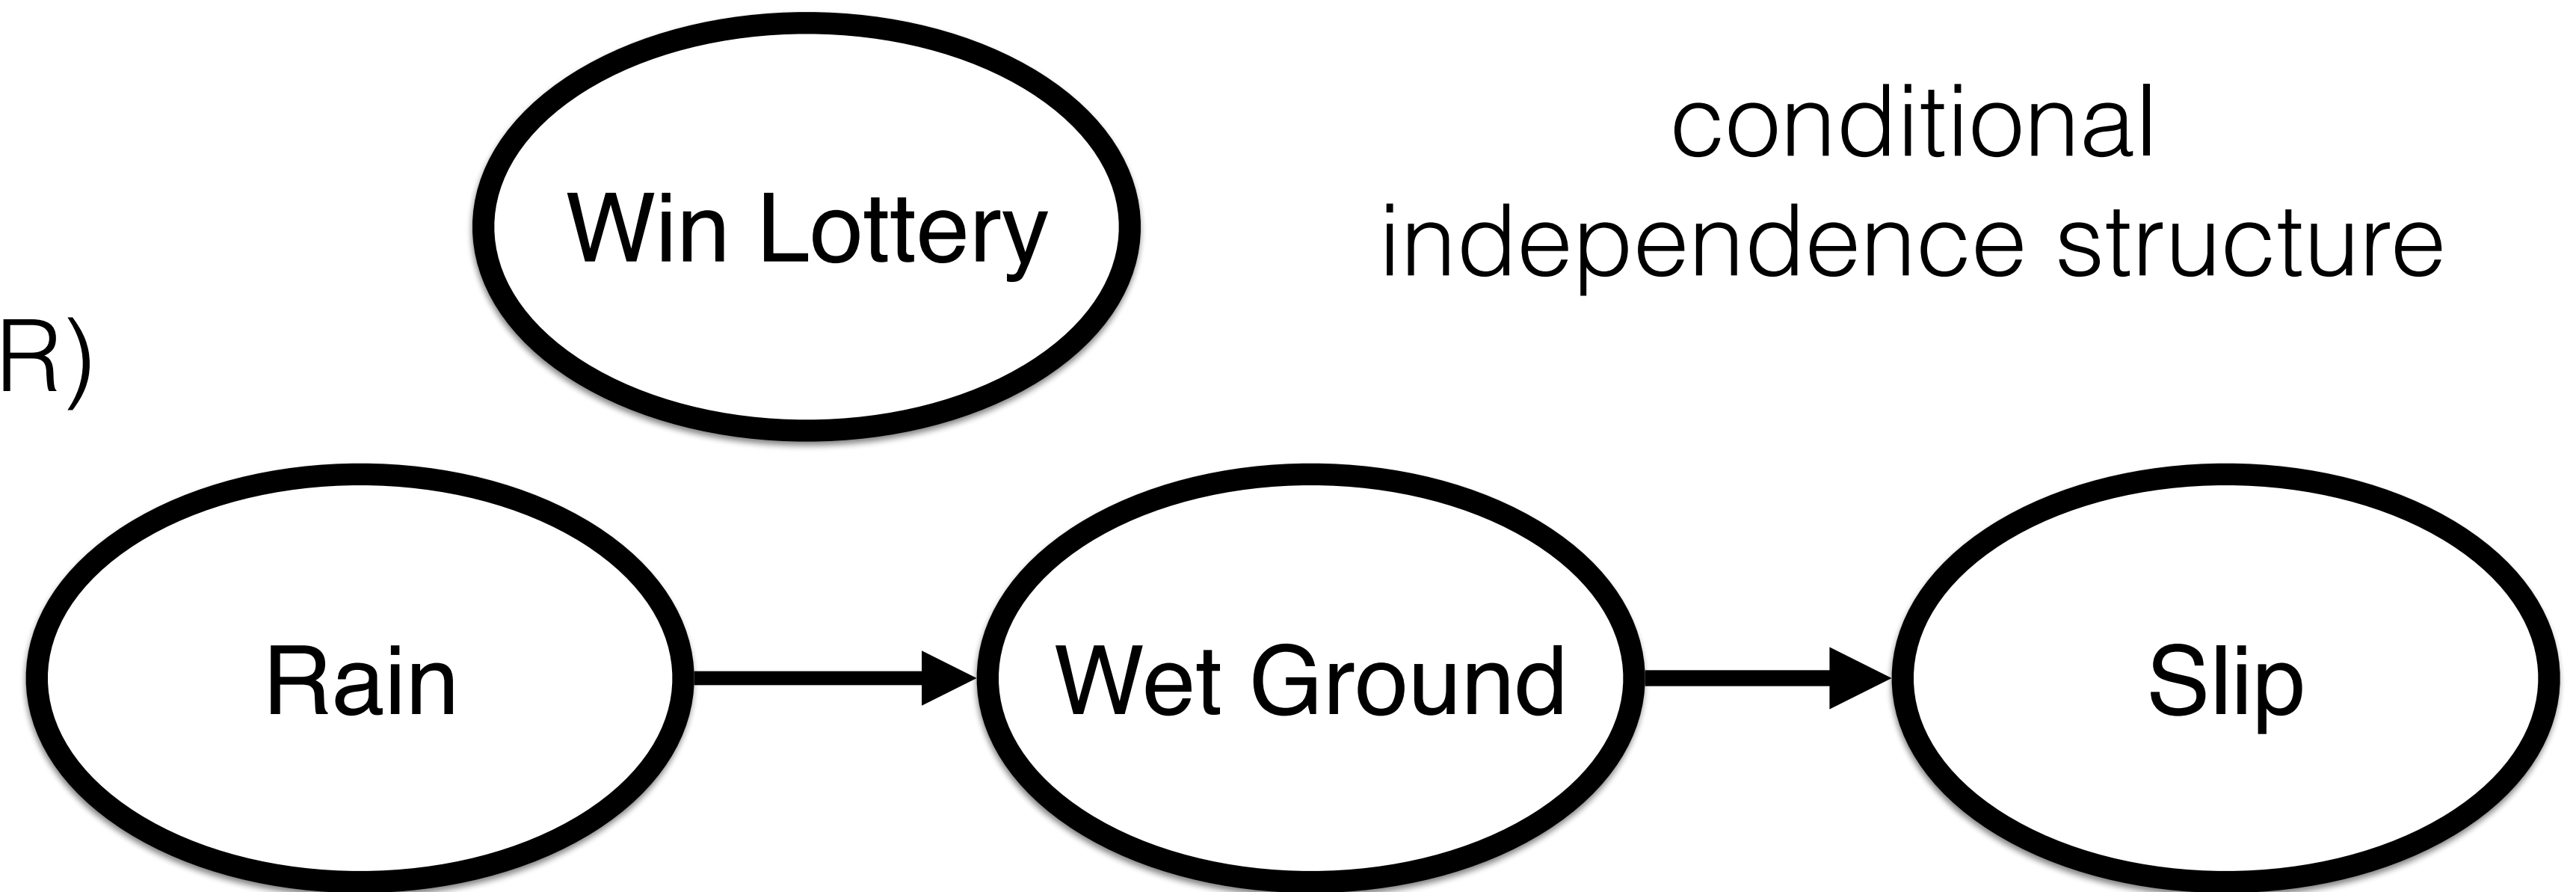 Win Lottery
conditional
independence structure
R)
Rain
Wet Ground
Slip